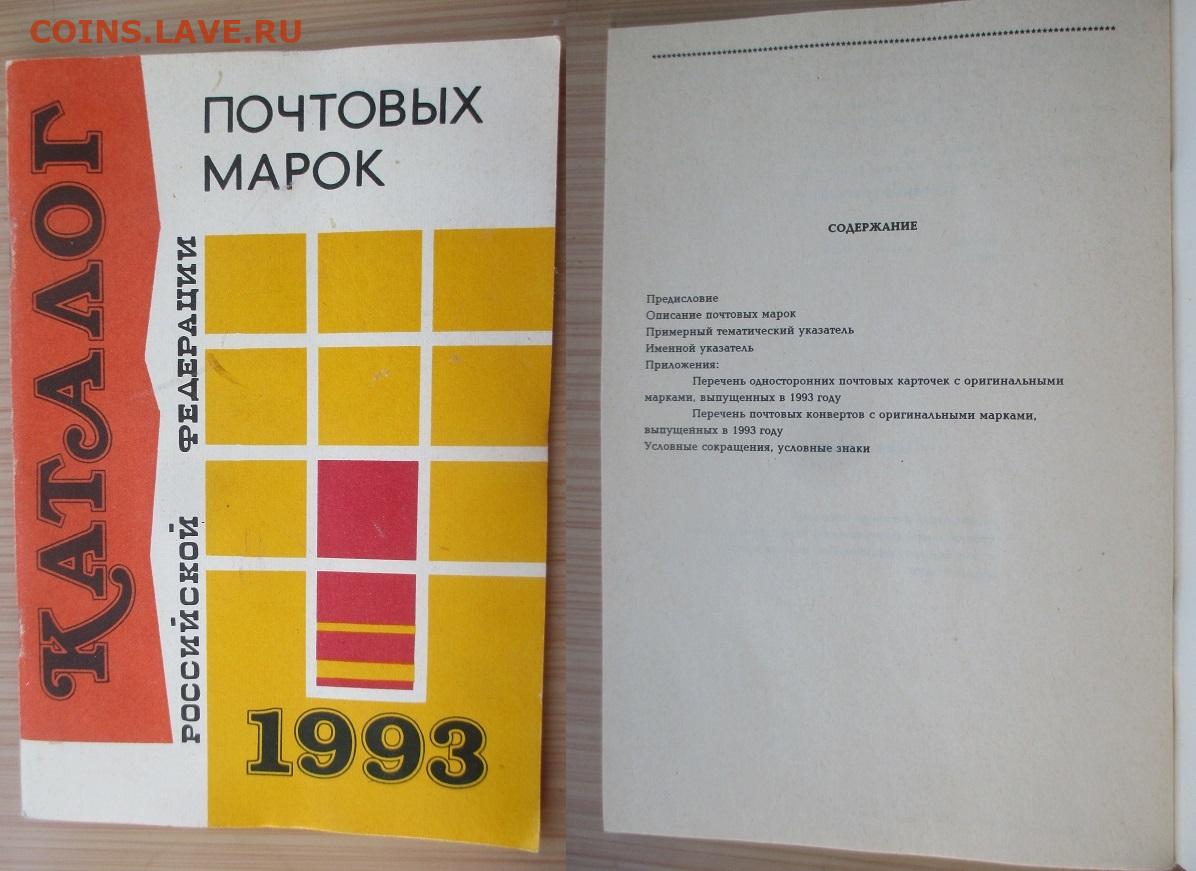 COINS.LAVE.RU
КАТАЛОГ
ПОЧТОВЫХ
МАРОК
РОССИЙСКОЙ ФЕДЕРАЦИИ
1993
СОДЕРЖАНИЕ
Предисловие
Описание почтовых марок
Примерный тематический указатель
Именной указатель
Приложения:
Перечень односторонних почтовых карточек с оригинальными
марками, выпущенных в 1993 году
Перечень почтовых конвертов с оригинальными марками,
выпущенных в 1993 году
Условные сокращения, условные знаки